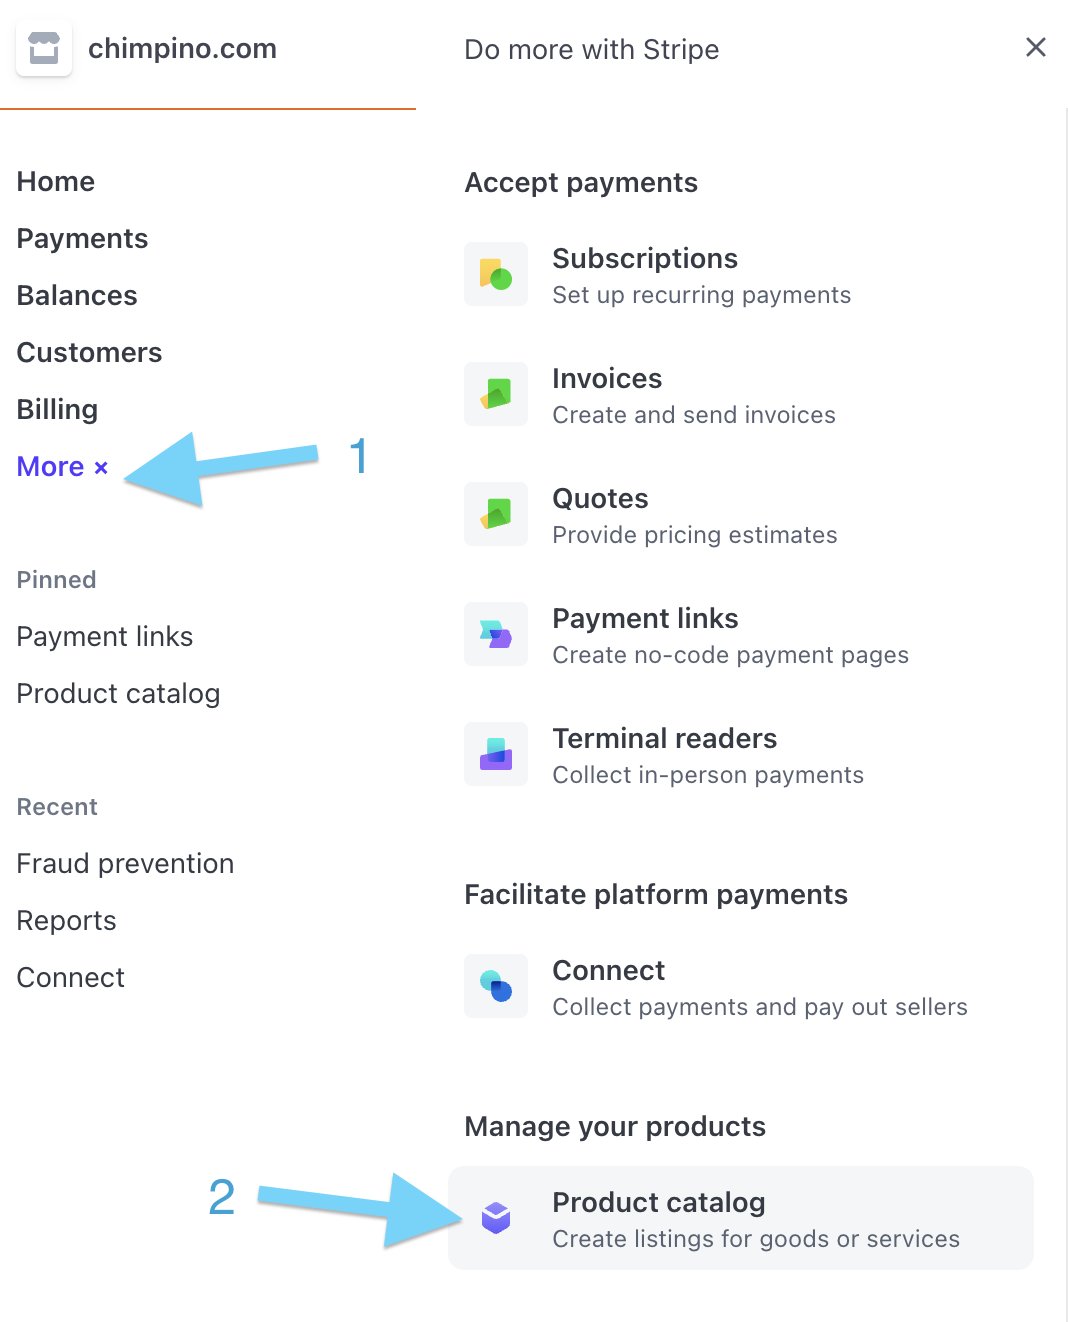 chimpino.com
Do more with Stripe
Home
Payments
Balances
Customers
Billing
More ×
1
Pinned
Payment links
Product catalog
Recent
Fraud prevention
Reports
Connect
Accept payments
Subscriptions
Set up recurring payments
Invoices
Create and send invoices
Quotes
Provide pricing estimates
Payment links
Create no-code payment pages
Terminal readers
Collect in-person payments
Facilitate platform payments
Connect
Collect payments and pay out sellers
Manage your products
2
Product catalog
Create listings for goods or services